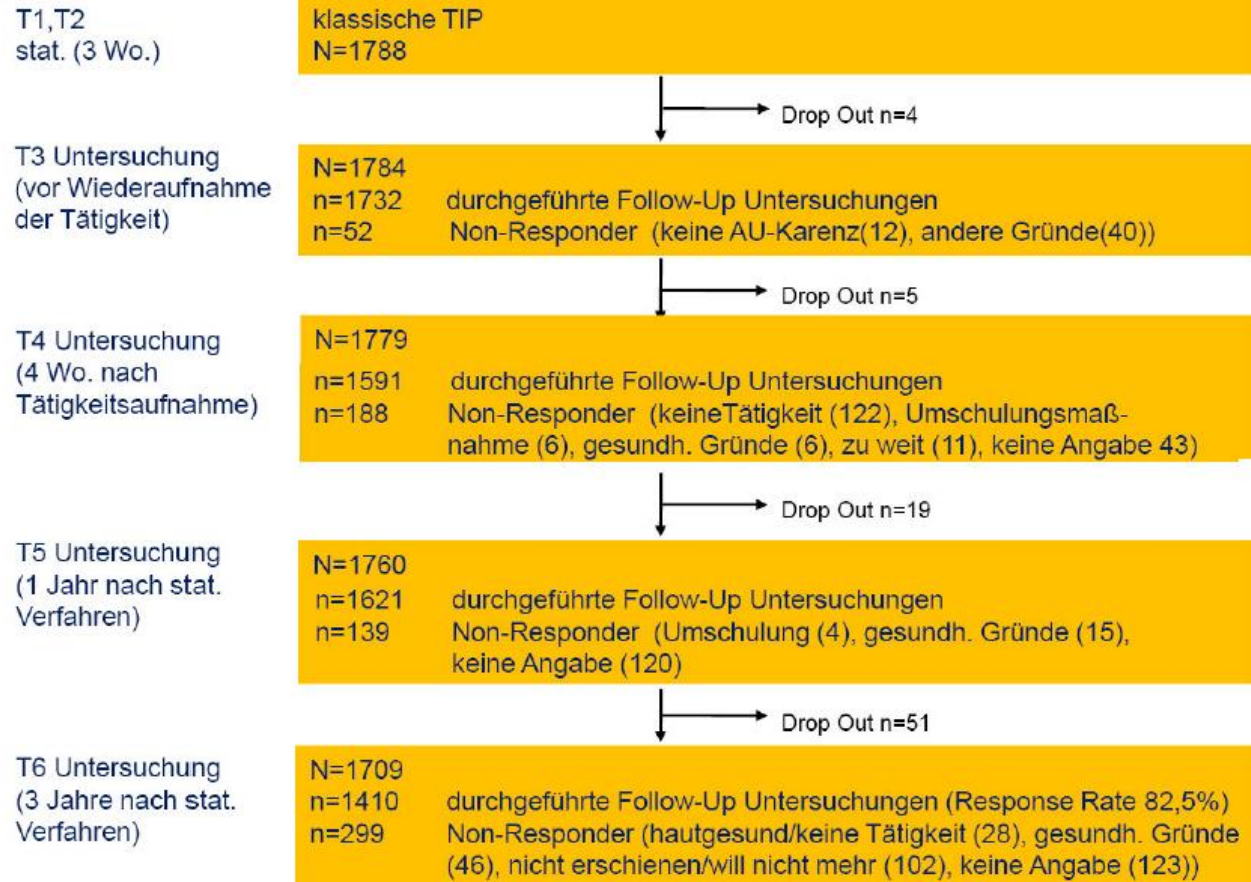 T1,T2
stat. (3 Wo.)
klassische TIP
N=1788
Drop Out n=4
T3 Untersuchung
(vor Wiederaufnahme
der Tätigkeit)
N=1784
n=1732 durchgeführte Follow-Up Untersuchungen
n=52 Non-Responder (keine AU-Karenz(12), andere Gründe(40))
Drop Out n=5
T4 Untersuchung
(4 Wo. nach
Tätigkeitsaufnahme)
N=1779
n=1591 durchgeführte Follow-Up Untersuchungen
n=188 Non-Responder (keineTätigkeit (122), Umschulungsmaß-
nahme (6), gesundh. Gründe (6), zu weit (11), keine Angabe 43)
Drop Out n=19
T5 Untersuchung
(1 Jahr nach stat.
Verfahren)
N=1760
n=1621 durchgeführte Follow-Up Untersuchungen
n=139 Non-Responder (Umschulung (4), gesundh. Gründe (15),
keine Angabe (120)
Drop Out n=51
T6 Untersuchung
(3 Jahre nach stat.
Verfahren)
N=1709
n=1410 durchgeführte Follow-Up Untersuchungen (Response Rate 82,5%)
n=299 Non-Responder (hautgesund/keine Tätigkeit (28), gesundh. Gründe
(46), nicht erschienen/will nicht mehr (102), keine Angabe (123))